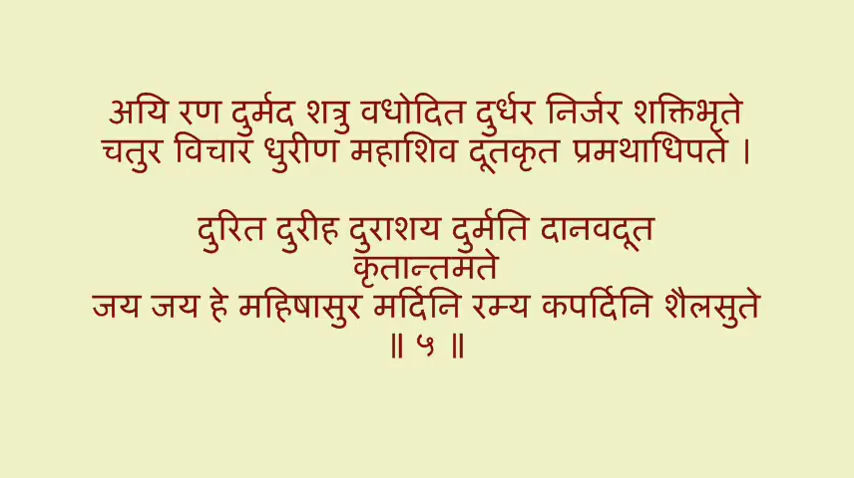 अयि रण दुर्मद शत्रु वधोदित दुर्धर निर्जर शक्तिभृते
चतुर विचार धुरीण महाशिव दूतकृत प्रमथाधिपते ।
दुरित दुरीह दुराशय दुर्मति दानवदूत
कृतान्तमते
जय जय हे महिषासुर मर्दिनि रम्य कपर्दिनि शैलसुते
॥ ५ ॥